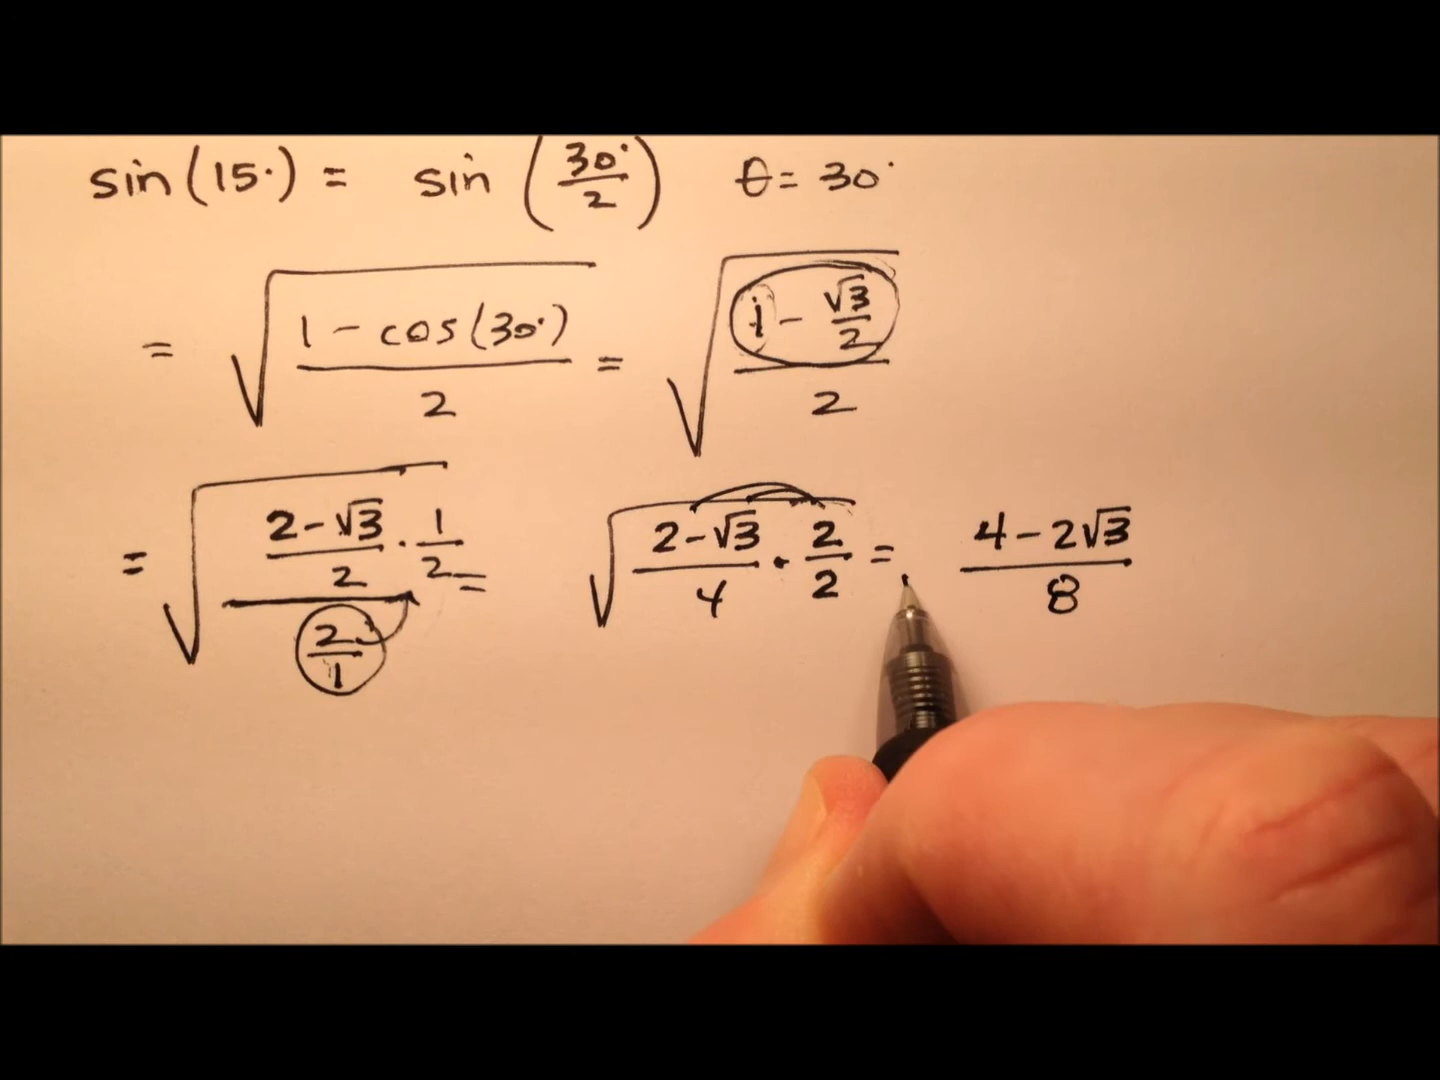 sin(15°) = sin(30°/2) θ = 30°
= √((1 - cos(30°))/2) = √((1 - √3/2)/2)
= √(((2 - √3)/2 · 1/2)/(2/1)) = √((2 - √3)/4 · 2/2) = (4 - 2√3)/8